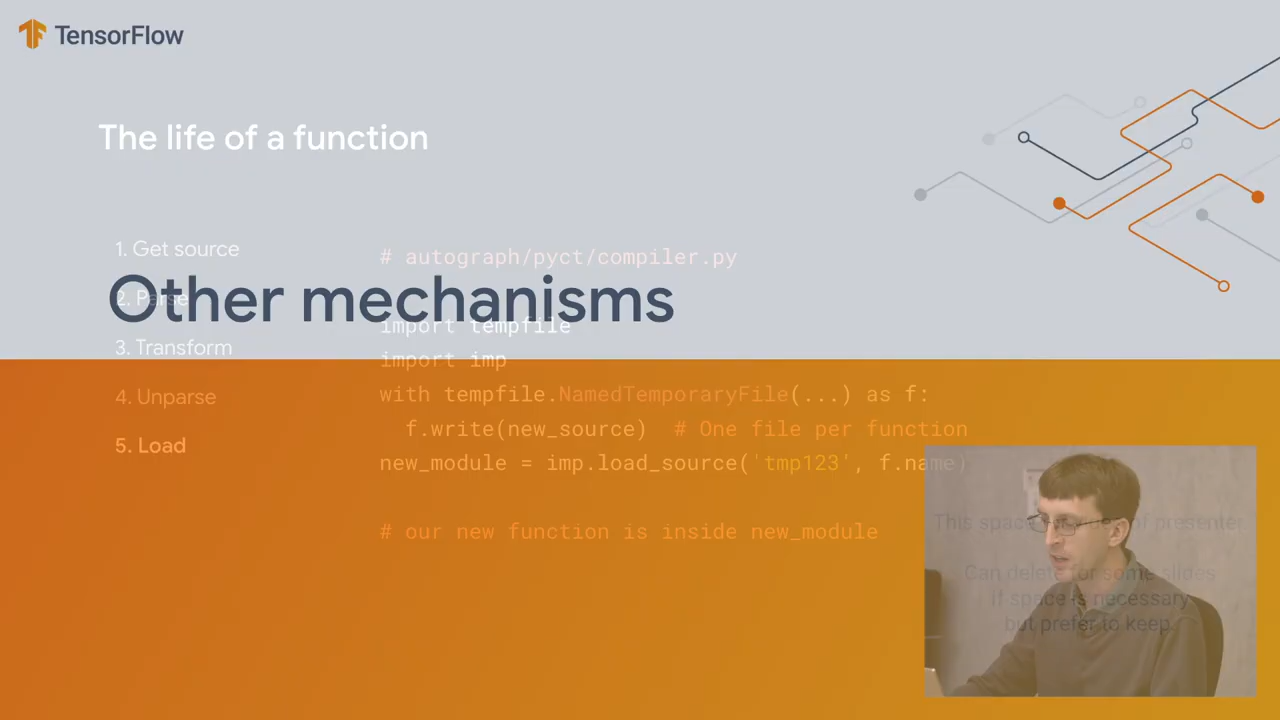 TensorFlow
The life of a function
1. Get source
2. Parse
3. Transform
4. Unparse
5. Load
Other mechanisms
# autograph/pyct/compiler.py
import tempfile
import imp
with tempfile.NamedTemporaryFile(...) as f:
f.write(new_source) # One file per function
new_module = imp.load_source('tmp123', f.name)
# our new function is inside new_module
This space of presenter
Can delete for some slides
If space is necessary
but prefer to keep